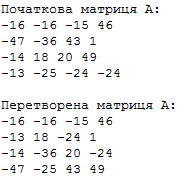 Початкова матриця А:
-16 -16 -15 46
-47 -36 43 1
-14 18 20 49
-13 -25 -24 -24
Перетворена матриця А:
-16 -16 -15 46
-13 18 -24 1
-14 -36 20 -24
-47 -25 43 49